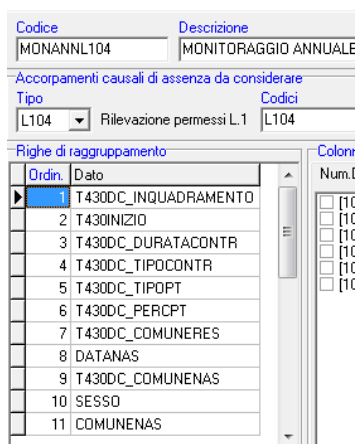 Codice Descrizione
MONANNL104 MONITORAGGIO ANNUALE
Accorpamenti causali di assenza da considerare
Tipo Codici
L104 Rilevazione permessi L.1 L104
Righe di raggruppamento
Ordin. Dato Num.
1 T430DC_INQUADRAMENTO
2 T430INIZIO
3 T430DC_DURATACONTR
4 T430DC_TIPOCONTR
5 T430DC_TIPOPT
6 T430DC_PERCPT
7 T430DC_COMUNERES
8 DATANAS
9 T430DC_COMUNENAS
10 SESSO
11 COMUNENAS